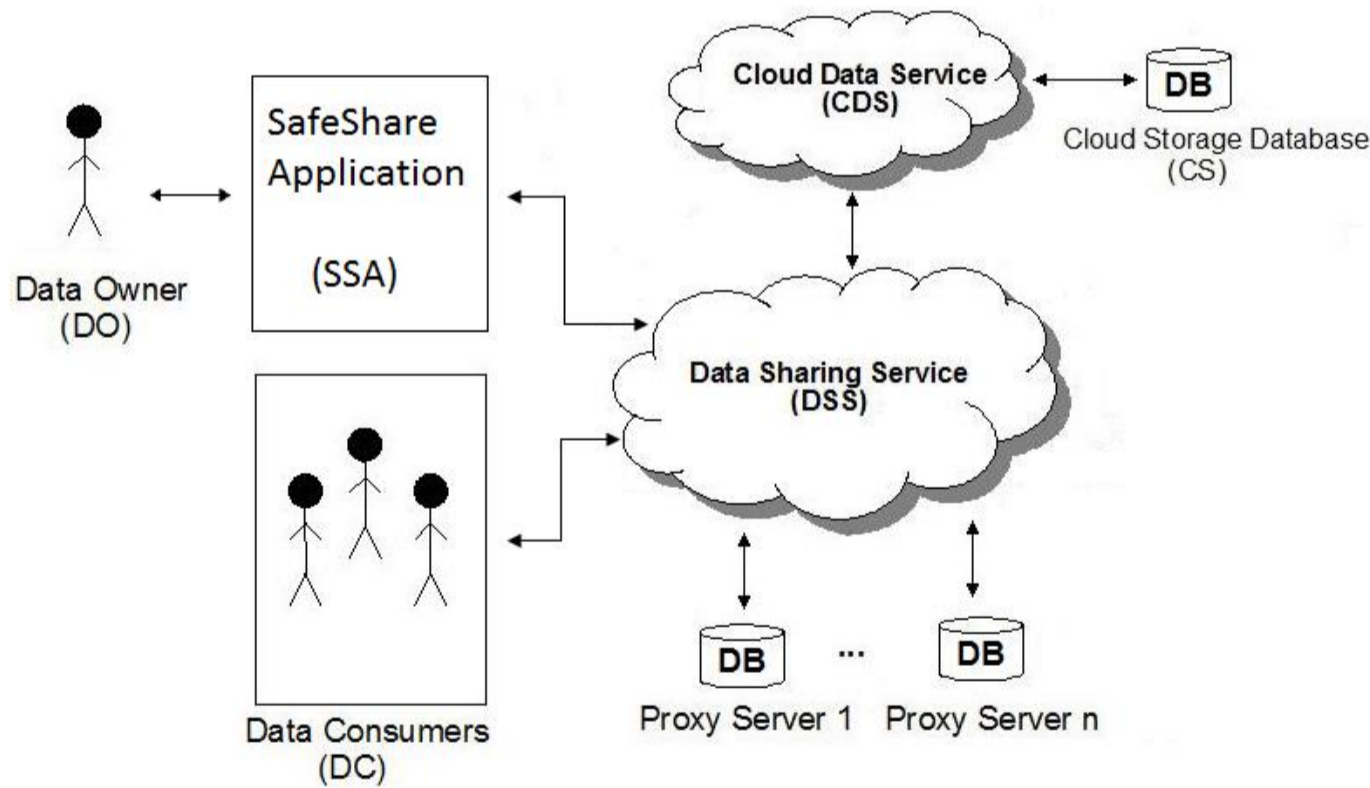 SafeShare
Application
(SSA)
Data Owner
(DO)
Cloud Data Service
(CDS)
DB
Cloud Storage Database
(CS)
Data Sharing Service
(DSS)
Data Consumers
(DC)
DB
...
DB
Proxy Server 1
Proxy Server n